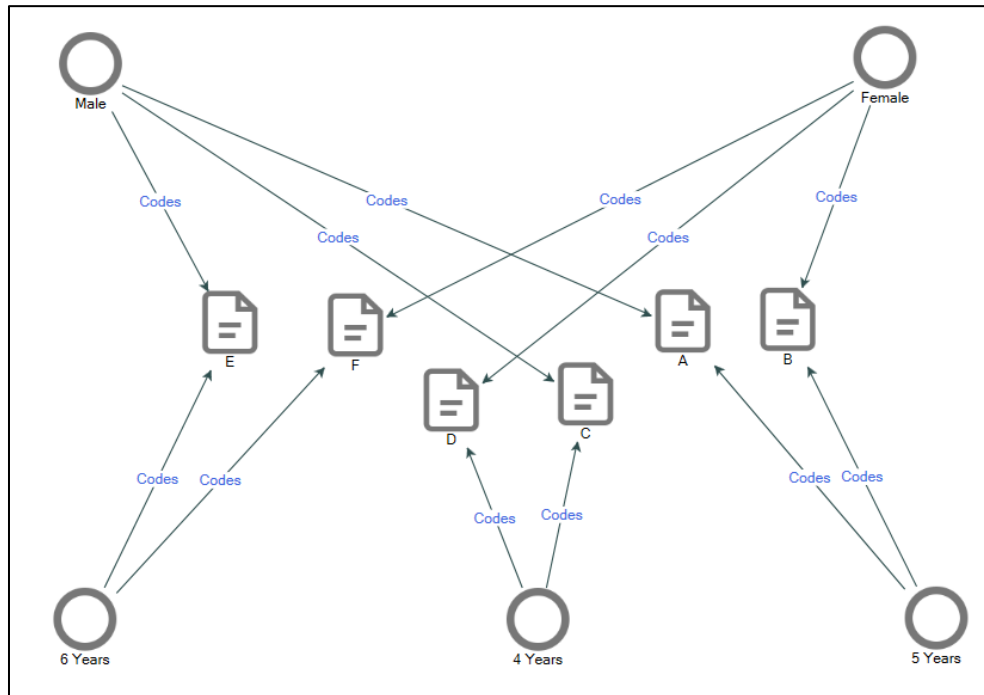 Male
Female
Codes
Codes
Codes
Codes
Codes
Codes
E
F
A
B
D
C
Codes
Codes
Codes
Codes
Codes
Codes
6 Years
4 Years
5 Years